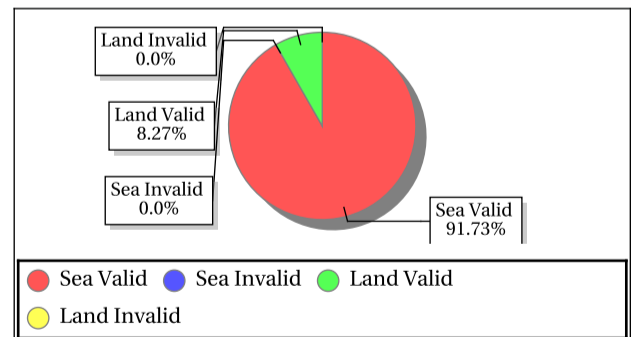 Land Invalid
0.0%
Land Valid
8.27%
Sea Invalid
0.0%
Sea Valid
91.73%
Sea Valid Sea Invalid Land Valid
Land Invalid